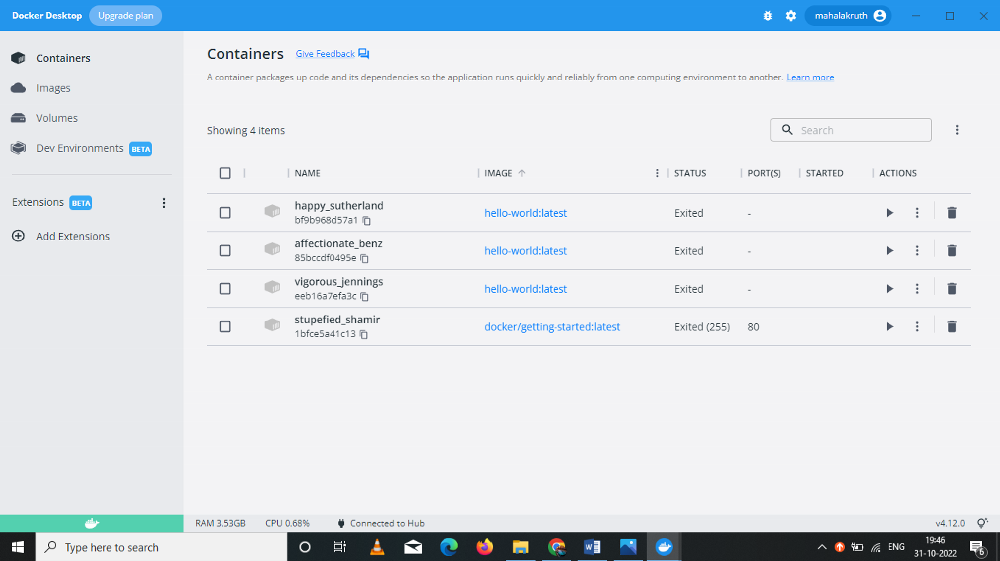 Docker Desktop Upgrade plan mahalakruth
Containers
Images
Volumes
Dev Environments BETA
Extensions BETA
Add Extensions
Containers Give Feedback
A container packages up code and its dependencies so the application runs quickly and reliably from one computing environment to another. Learn more
Showing 4 items Search
NAME IMAGE STATUS PORT(S) STARTED ACTIONS
happy_sutherland
bf9b968d57a1 hello-world:latest Exited -
affectionate_benz
85bccdf0495e hello-world:latest Exited -
vigorous_jennings
eeb16a7efa3c hello-world:latest Exited -
stupefied_shamir
1bfce5a41c13 docker/getting-started:latest Exited (255) 80
RAM 3.53GB CPU 0.68% Connected to Hub v4.12.0
Type here to search W ENG 19:46
31-10-2022 6